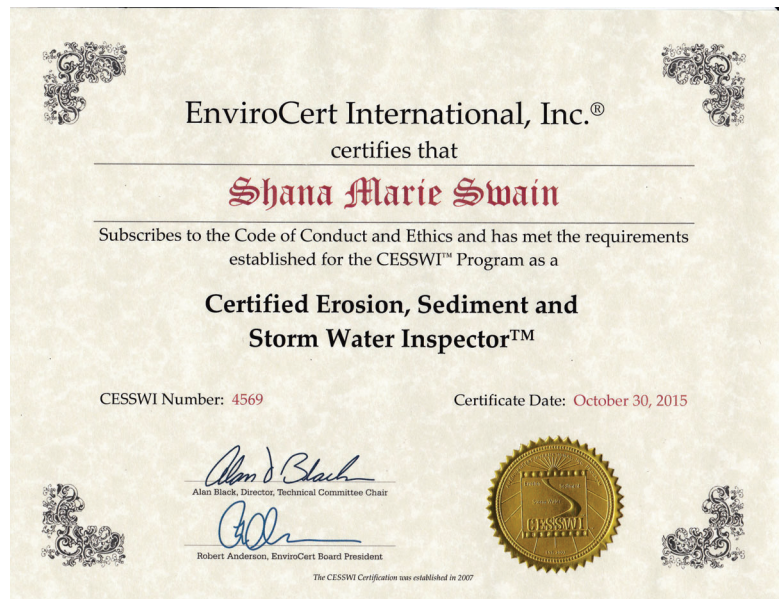 EnviroCert International, Inc.®
certifies that
Shana Marie Swain
Subscribes to the Code of Conduct and Ethics and has met the requirements
established for the CESSWI™ Program as a
Certified Erosion, Sediment and
Storm Water Inspector™
CESSWI Number: 4569
Certificate Date: October 30, 2015
Alan Black, Director, Technical Committee Chair
CESSWI
Robert Anderson, EnviroCert Board President
The CESSWI Certification was established in 2007